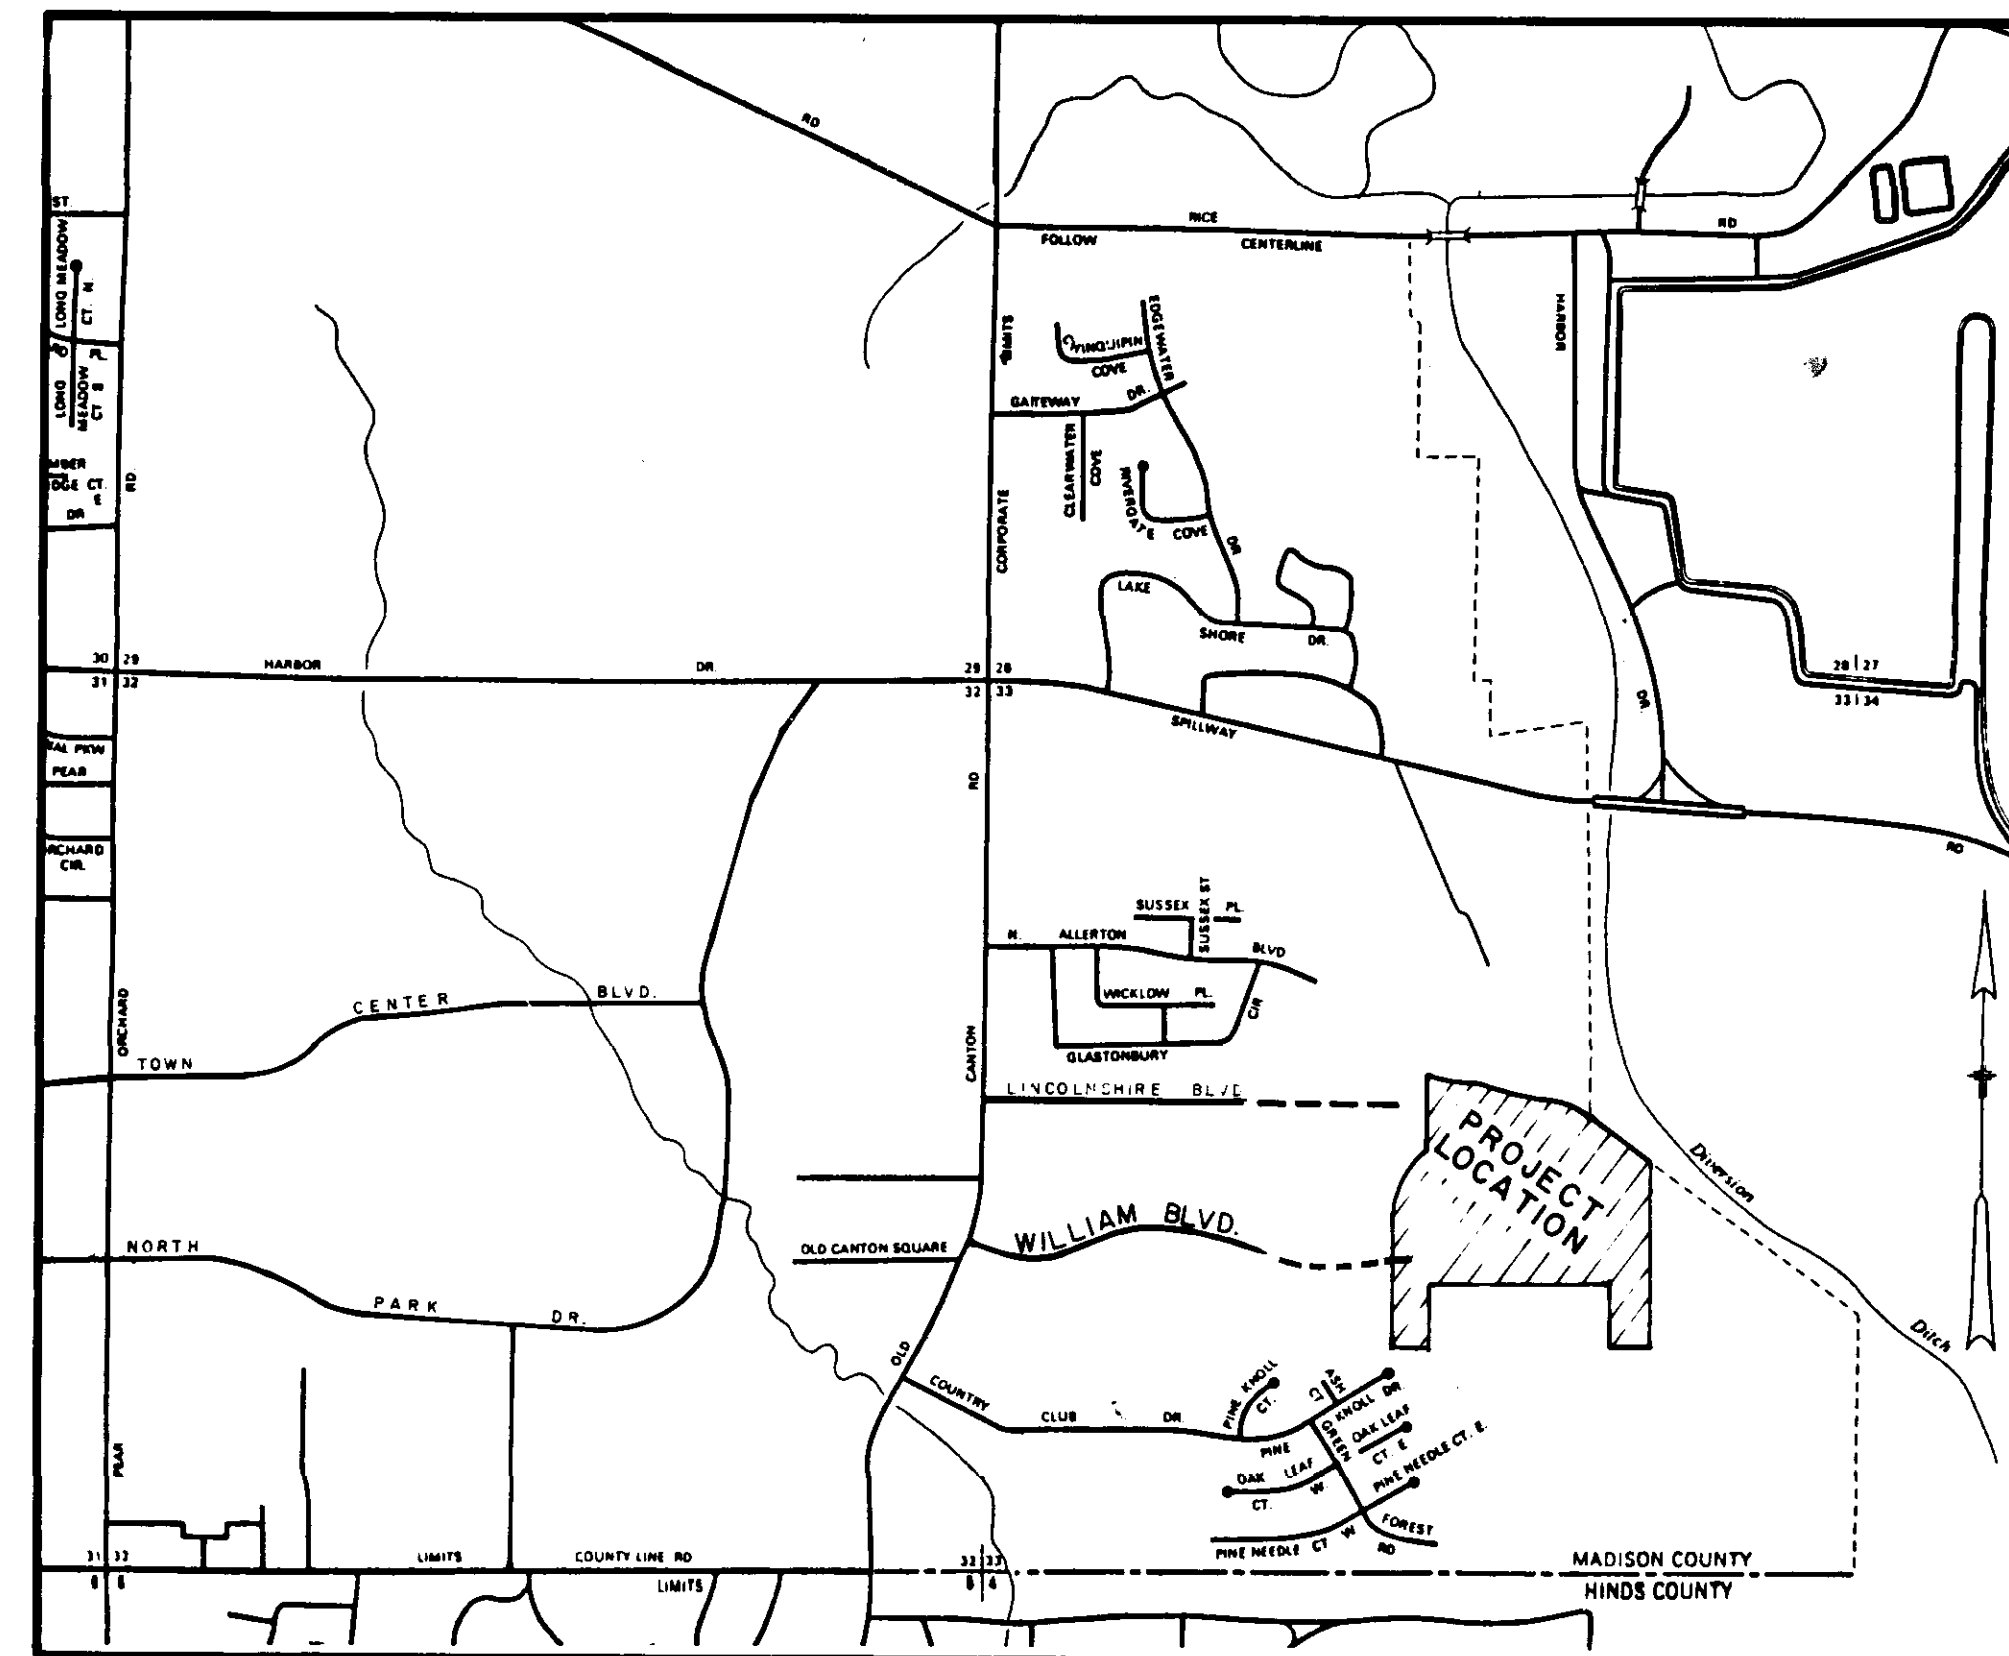 RD
ST.
LONG MEADOW
CT. N.
RD
PL.
LONG
MEADOW
CT S
MBER
DGE CT.
E
DR
RD
RICE
RD
FOLLOW
CENTERLINE
LIMITS
EDGEWATER
COVE
GATEWAY
DR.
CLEARWATER
COVE
RIVERGATE
COVE
DR.
CORPORATE
HARBOR
LAKE
SHORE
DR.
30 29
31 32
HARBOR
DR.
29 28
32 33
28 27
33 34
DR.
SPILLWAY
RD
RD
PEAR
RCHARD
CIR.
SUSSEX
PL.
SUSSEX ST
N. ALLERTON
BLVD
WICKLOW PL.
CIR
GLASTONBURY
ORCHARD
CENTER
BLVD.
TOWN
CANTON
LINCOLNSHIRE BLVD
PROJECT
LOCATION
Diversion
Ditch
WILLIAM BLVD.
OLD CANTON SQUARE
NORTH
PARK
DR.
OLD
COUNTRY
CLUB
DR.
PINE KNOLL
CT.
ASH
CT
PINE
KNOLL DR.
GREEN
OAK LEAF
CT. E
OAK LEAF
CT. W.
PINE NEEDLE CT. E.
PINE NEEDLE CT W
FOREST
RD
PEAR
31 32
6 5
LIMITS
COUNTY LINE RD
LIMITS
32 33
5 4
MADISON COUNTY
HINDS COUNTY